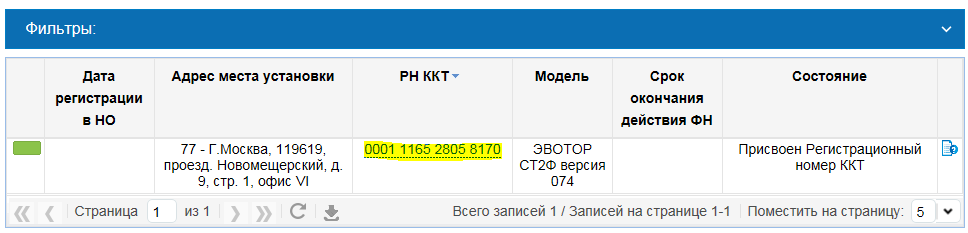 Фильтры:
Дата регистрации в НО
Адрес места установки
РН ККТ
Модель
Срок окончания действия ФН
Состояние
77 - Г.Москва, 119619,
проезд. Новомещерский, д.
9, стр. 1, офис VI
0001 1165 2805 8170
ЭВОТОР
СТ2Ф версия
074
Присвоен Регистрационный
номер ККТ
Страница 1 из 1
Всего записей 1 / Записей на странице 1-1
Поместить на страницу: 5